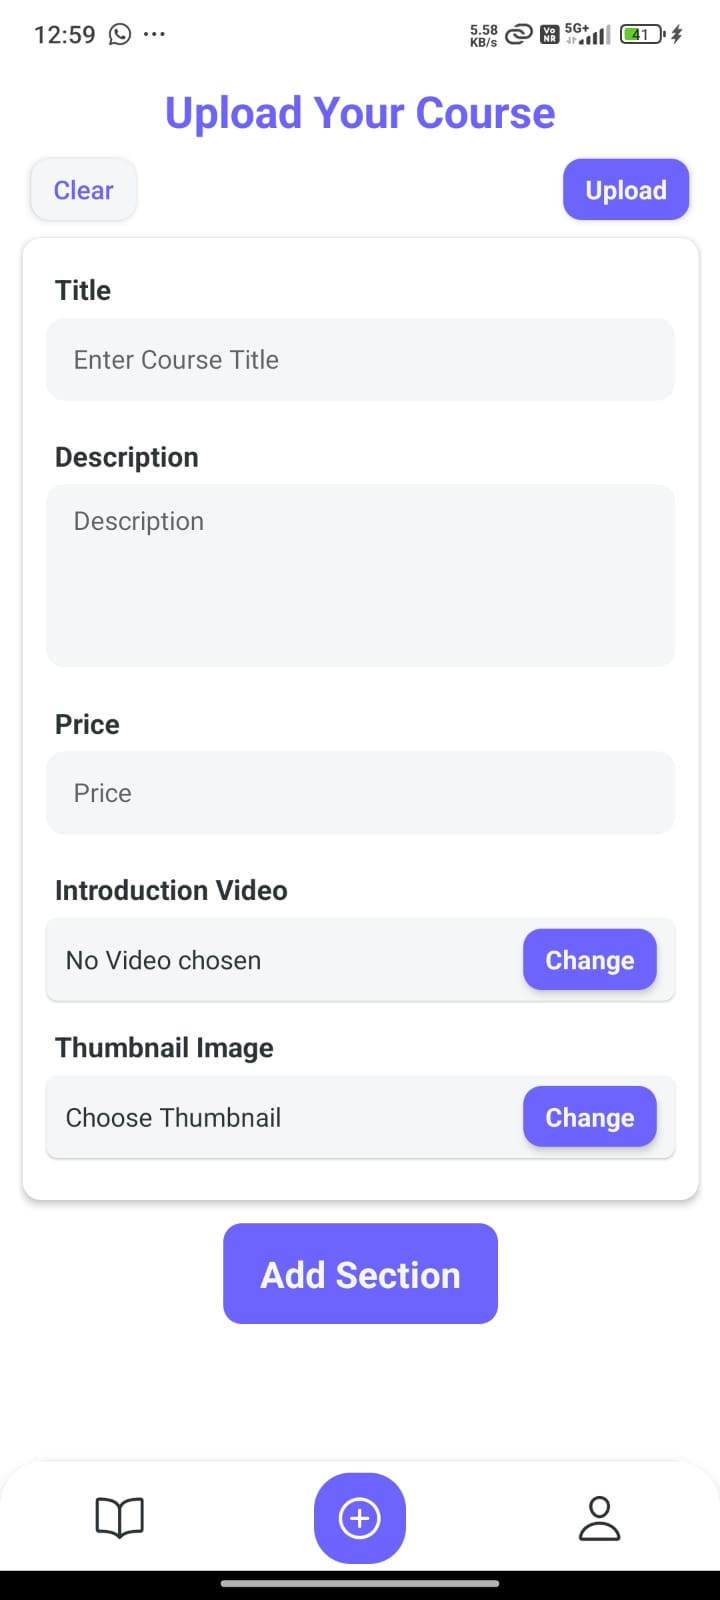 12:59 ... 5.58 KB/s Vo NR 5G+ 41
Upload Your Course
Clear Upload
Title
Enter Course Title
Description
Description
Price
Price
Introduction Video
No Video chosen Change
Thumbnail Image
Choose Thumbnail Change
Add Section